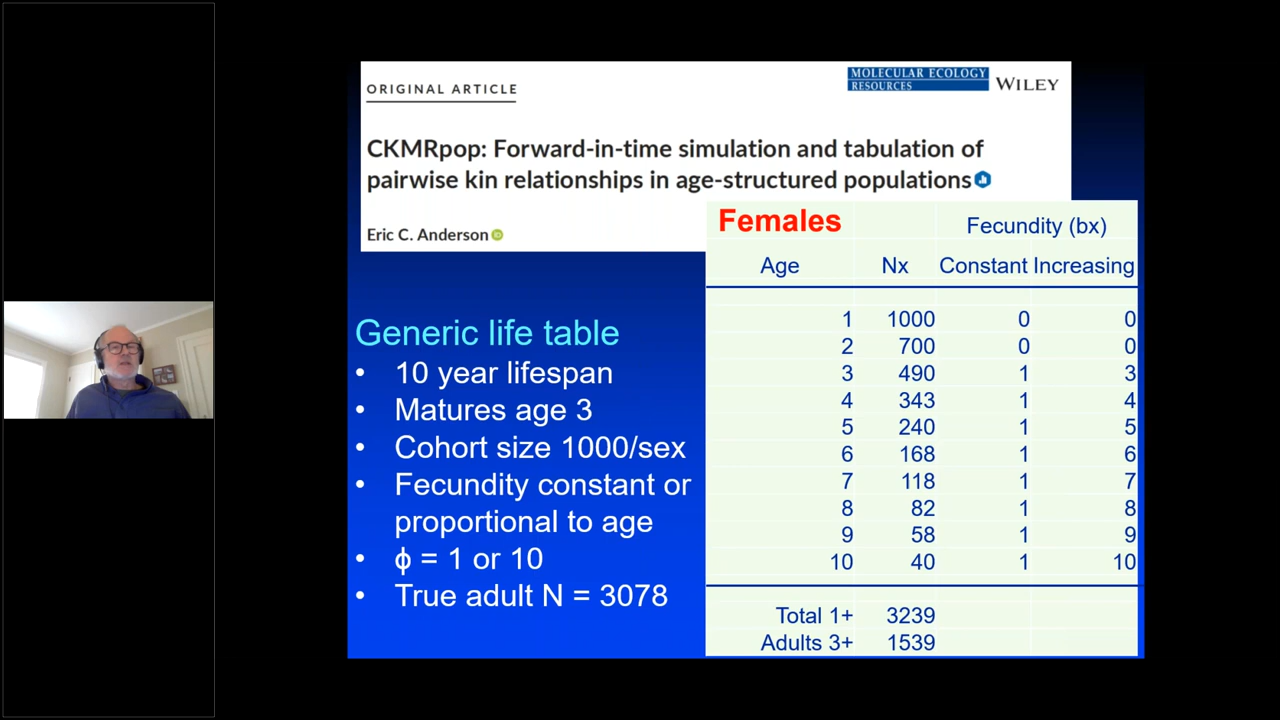 ORIGINAL ARTICLE
MOLECULAR ECOLOGY
RESOURCES
WILEY
CKMRpop: Forward-in-time simulation and tabulation of
pairwise kin relationships in age-structured populations
Eric C. Anderson
Generic life table
• 10 year lifespan
• Matures age 3
• Cohort size 1000/sex
• Fecundity constant or
proportional to age
• ϕ = 1 or 10
• True adult N = 3078
Females Fecundity (bx)
Age Nx Constant Increasing
1 1000 0 0
2 700 0 0
3 490 1 3
4 343 1 4
5 240 1 5
6 168 1 6
7 118 1 7
8 82 1 8
9 58 1 9
10 40 1 10
Total 1+ 3239
Adults 3+ 1539